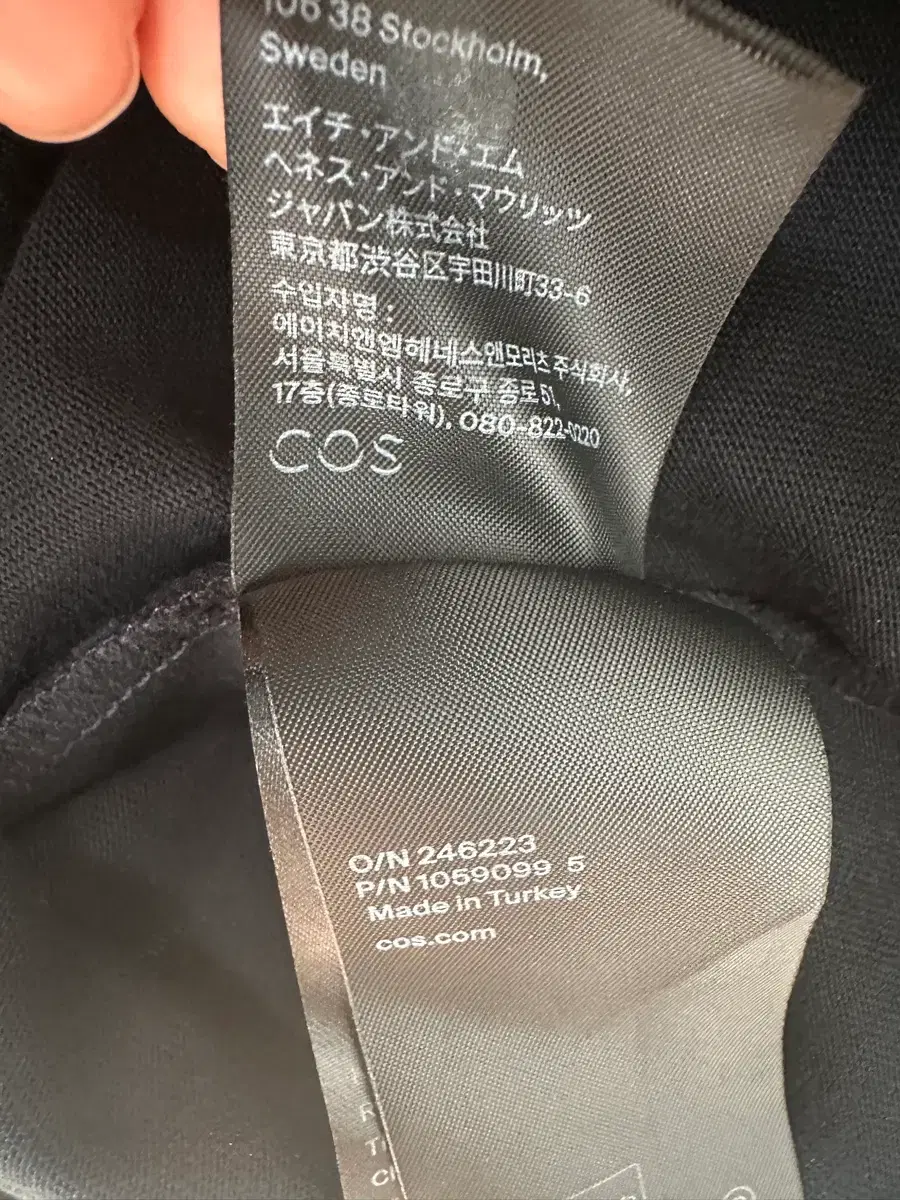 106 38 Stockholm,
Sweden
エイチ・アンド・エム
ヘネス・アンド・マウリッツ
ジャパン株式会社
東京都渋谷区宇田川町33-6
수입자명 :
에이치앤엠헤네스앤모리츠 주식회사,
서울특별시 종로구 종로 51,
17층(종로타워), 080-822-0220
COS
O/N 246223
P/N 1059099 5
Made in Turkey
cos.com